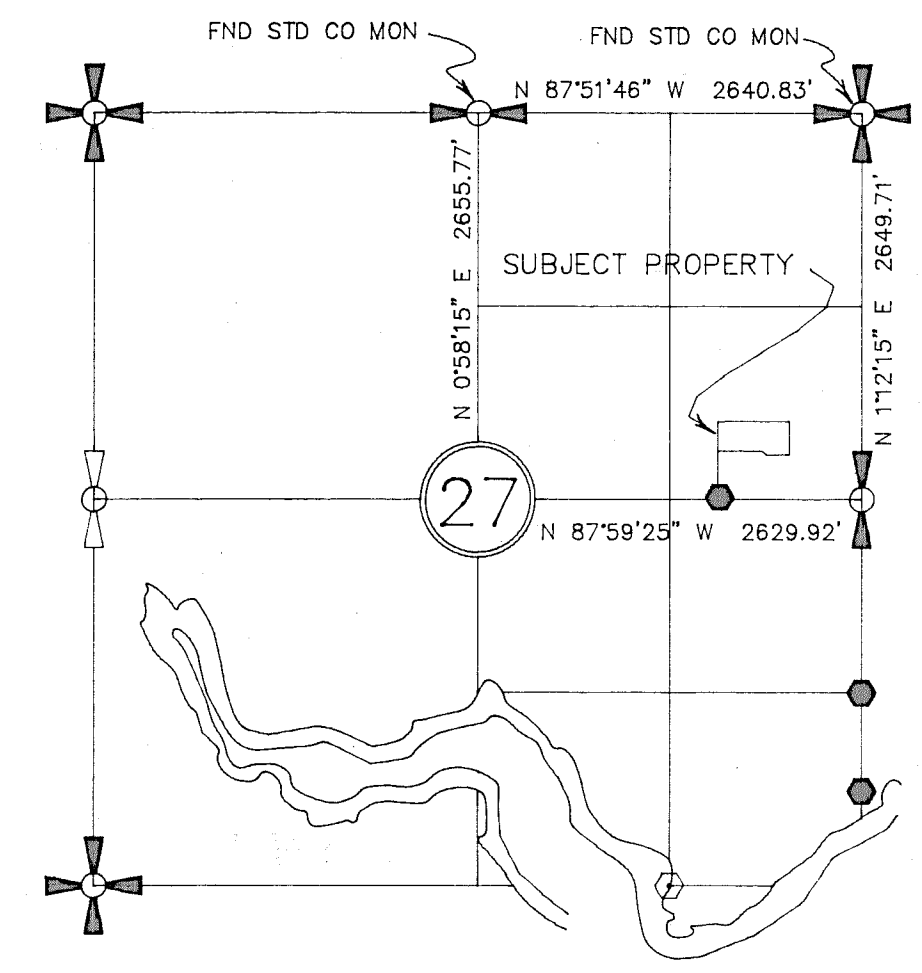 FND STD CO MON
FND STD CO MON
N 87°51'46" W 2640.83'
N 0°58'15" E 2655.77'
N 1°12'15" E 2649.71'
SUBJECT PROPERTY
27
N 87°59'25" W 2629.92'